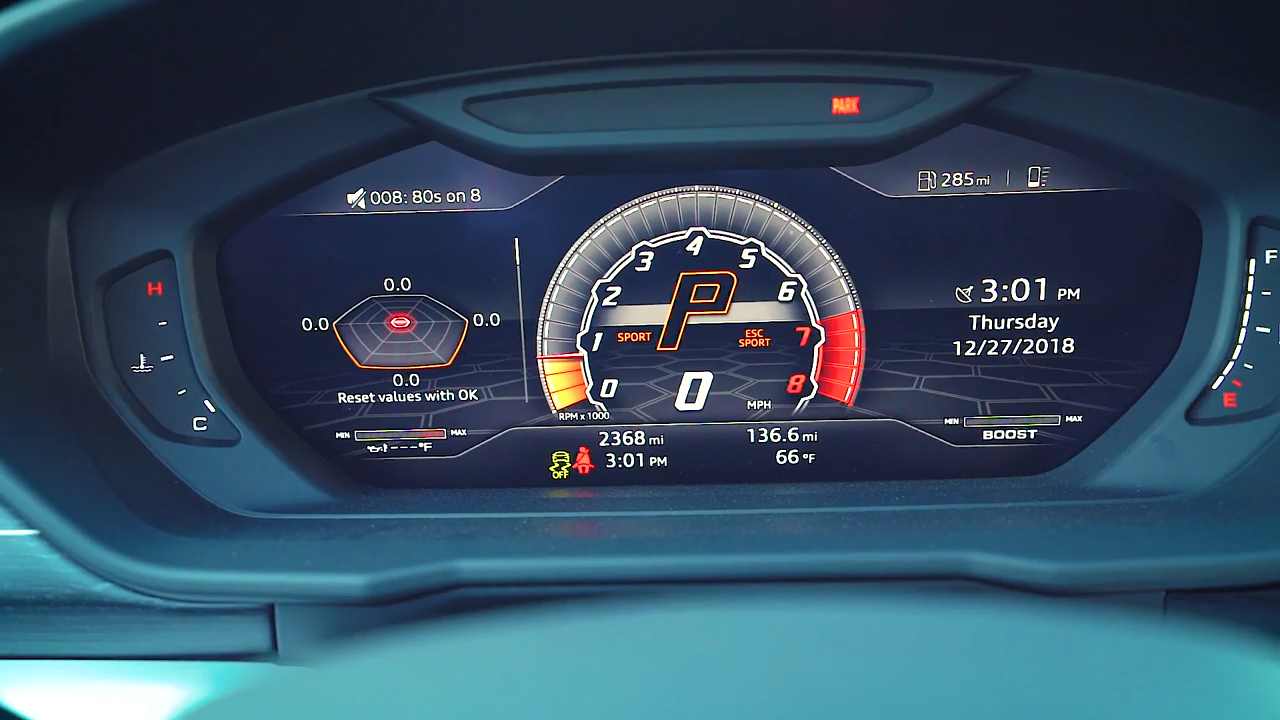 PARK
008: 80s on 8
285 mi
F
H
0.0
0.0
0.0
0.0
Reset values with OK
C
MIN MAX
---°F
0
1
2
3
4
5
6
7
8
P
SPORT
ESC
SPORT
0
MPH
RPM x 1000
3:01 PM
Thursday
12/27/2018
E
MIN MAX
BOOST
2368 mi
136.6 mi
OFF
3:01 PM
66 °F